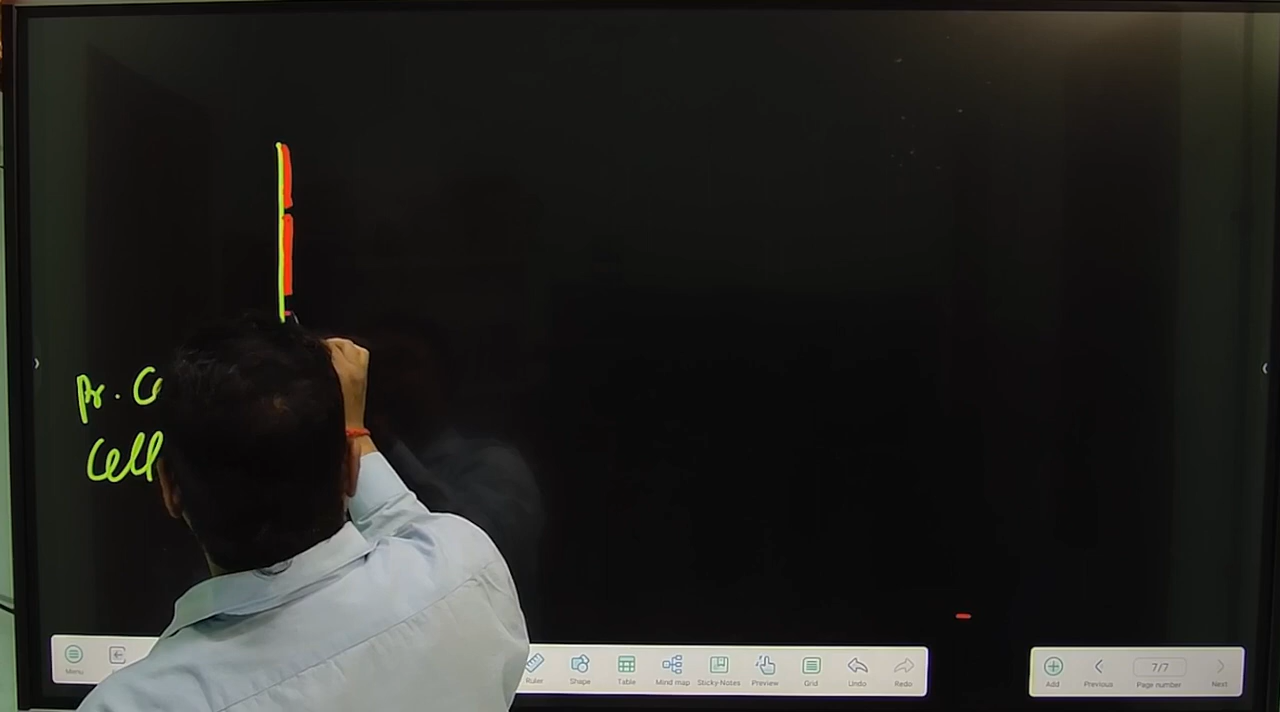 Pr. C
Cell
Menu
Ruler
Shape
Table
Mind map
Sticky-Notes
Preview
Grid
Undo
Redo
Add
Previous
7/7
Page number
Next